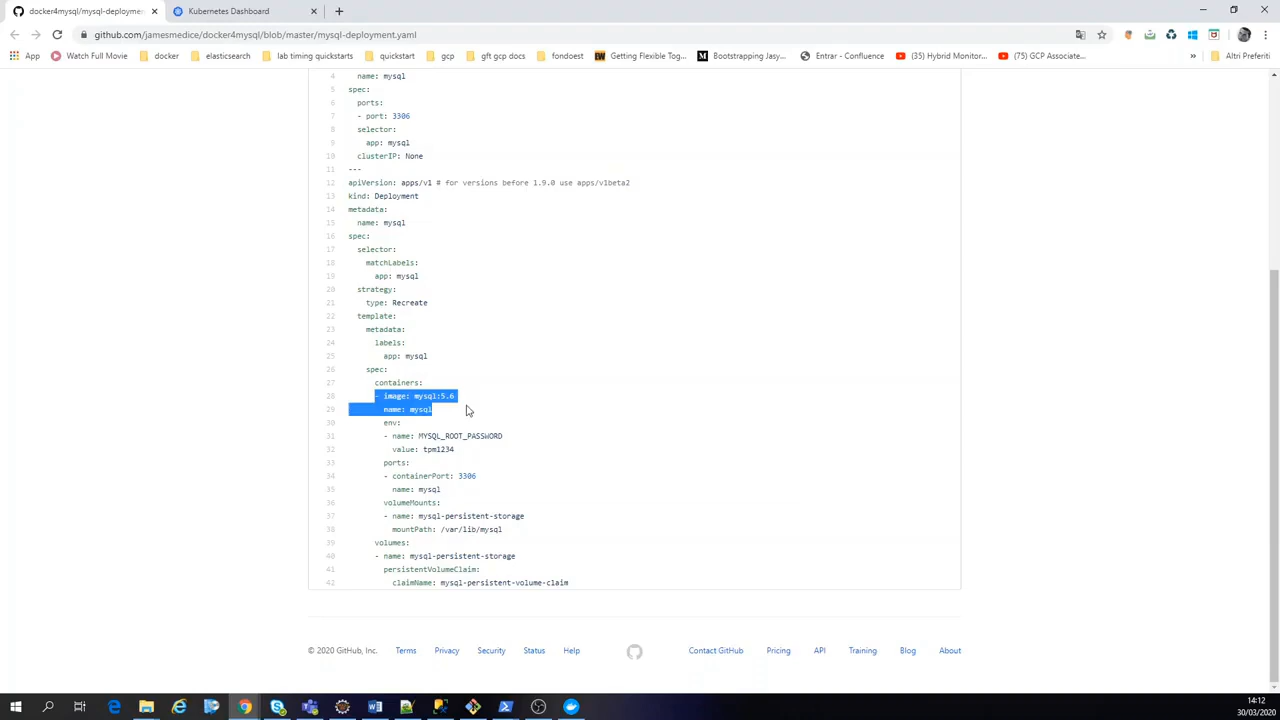 docker4mysql/mysql-deploymen
Kubernetes Dashboard
github.com/jamesmedice/docker4mysql/blob/master/mysql-deployment.yaml
App
Watch Full Movie
docker
elasticsearch
lab timing quickstarts
quickstart
gcp
gft gcp docs
fondoest
Getting Flexible Tog...
Bootstrapping Jasy...
Entrar - Confluence
(35) Hybrid Monitor...
(75) GCP Associate...
»
Altri Preferiti
4 name: mysql
5 spec:
6 ports:
7 - port: 3306
8 selector:
9 app: mysql
10 clusterIP: None
11 ---
12 apiVersion: apps/v1 # for versions before 1.9.0 use apps/v1beta2
13 kind: Deployment
14 metadata:
15 name: mysql
16 spec:
17 selector:
18 matchLabels:
19 app: mysql
20 strategy:
21 type: Recreate
22 template:
23 metadata:
24 labels:
25 app: mysql
26 spec:
27 containers:
28 - image: mysql:5.6
29 name: mysql
30 env:
31 - name: MYSQL_ROOT_PASSWORD
32 value: tpm1234
33 ports:
34 - containerPort: 3306
35 name: mysql
36 volumeMounts:
37 - name: mysql-persistent-storage
38 mountPath: /var/lib/mysql
39 volumes:
40 - name: mysql-persistent-storage
41 persistentVolumeClaim:
42 claimName: mysql-persistent-volume-claim
© 2020 GitHub, Inc.
Terms
Privacy
Security
Status
Help
Contact GitHub
Pricing
API
Training
Blog
About
14:12
30/03/2020